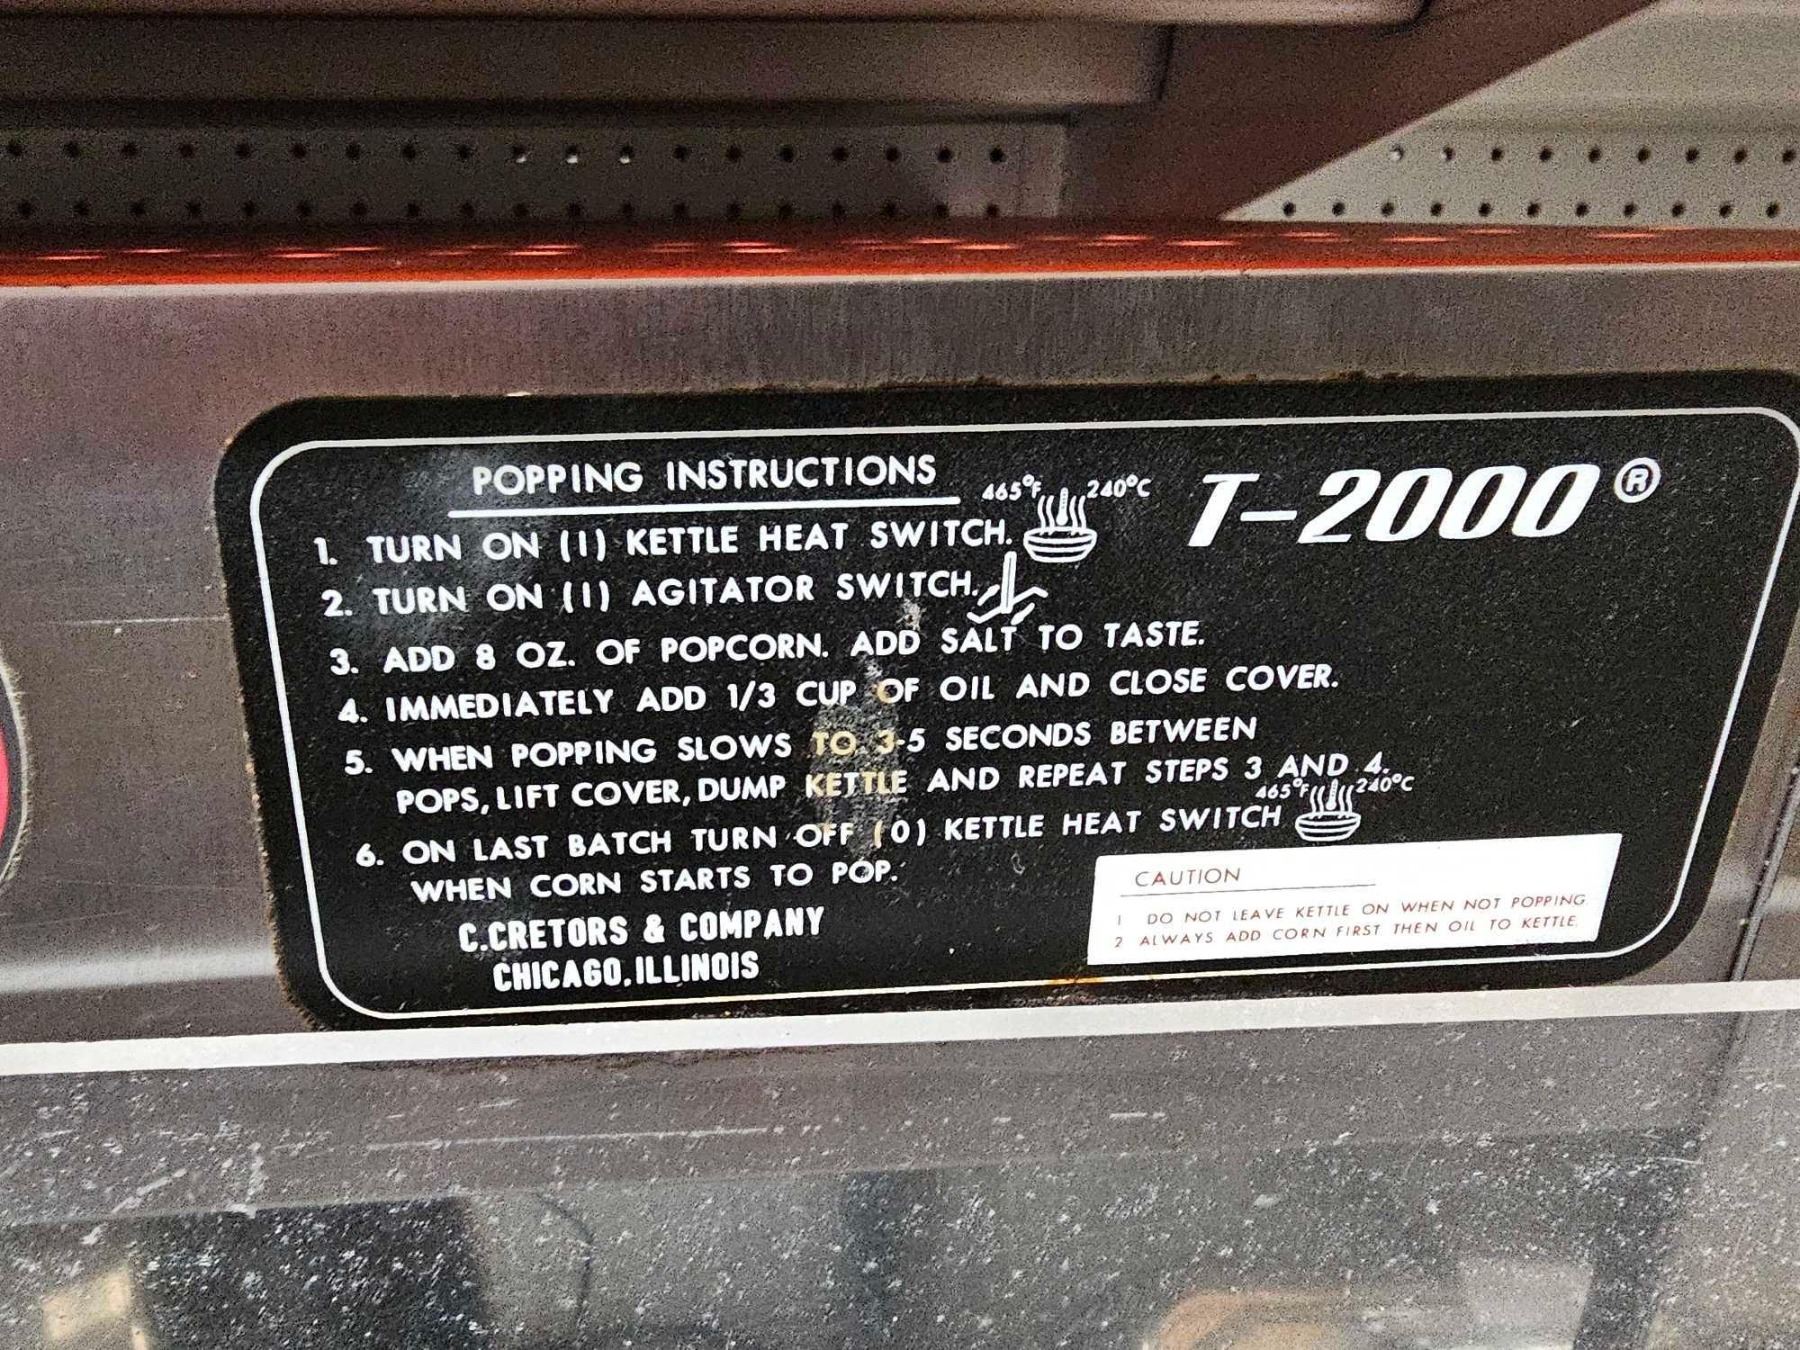 POPPING INSTRUCTIONS
465°F 240°C
T-2000®
1. TURN ON (I) KETTLE HEAT SWITCH.
2. TURN ON (I) AGITATOR SWITCH.
3. ADD 8 OZ. OF POPCORN. ADD SALT TO TASTE.
4. IMMEDIATELY ADD 1/3 CUP OF OIL AND CLOSE COVER.
5. WHEN POPPING SLOWS TO 3-5 SECONDS BETWEEN
POPS, LIFT COVER, DUMP KETTLE AND REPEAT STEPS 3 AND 4.
465°F 240°C
6. ON LAST BATCH TURN OFF (0) KETTLE HEAT SWITCH
WHEN CORN STARTS TO POP.
C.CRETORS & COMPANY
CHICAGO, ILLINOIS
CAUTION
1 DO NOT LEAVE KETTLE ON WHEN NOT POPPING
2 ALWAYS ADD CORN FIRST THEN OIL TO KETTLE.